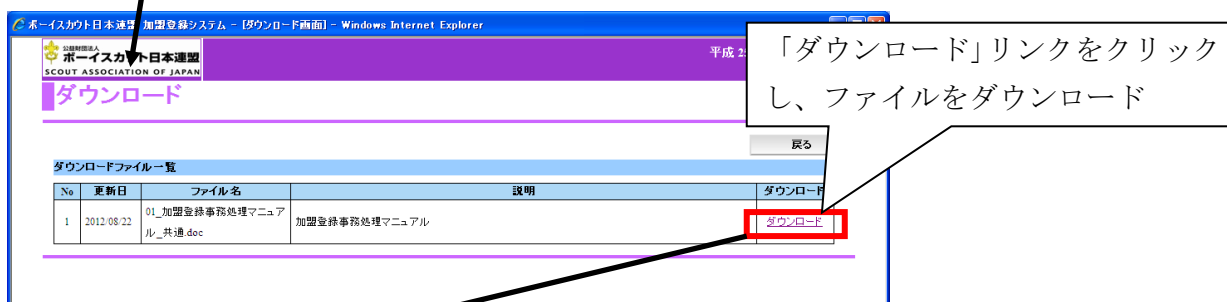 ボーイスカウト日本連盟 加盟登録システム - [ダウンロード画面] - Windows Internet Explorer
公益財団法人
ボーイスカウト日本連盟
SCOUT ASSOCIATION OF JAPAN
平成 2
「ダウンロード」リンクをクリック
し、ファイルをダウンロード
ダウンロード
戻る
ダウンロードファイル一覧
No 更新日 ファイル名 説明 ダウンロード
1 2012/08/22 01_加盟登録事務処理マニュアル_共通.doc 加盟登録事務処理マニュアル ダウンロード